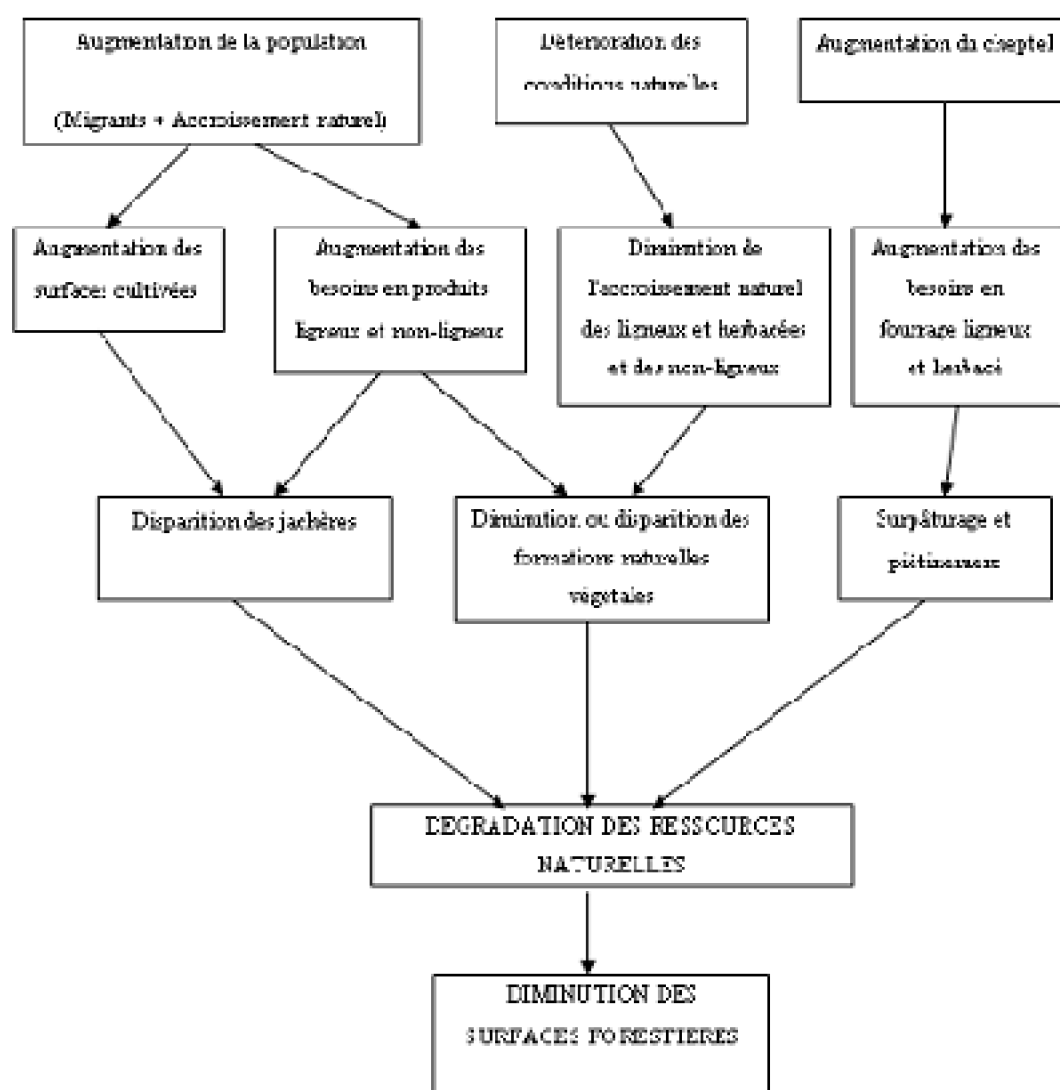 Augmentation de la population
(Migrants + Accroissement naturel)
Déterioration des
conditions naturelles
Augmentation du cheptel
Augmentation des
surfaces cultivées
Augmentation des
besoins en produits
ligneux et non-ligneux
Diminution de
l'accroissement naturel
des ligneux et herbacées
et des non-ligneux
Augmentation des
besoins en
fourrage ligneux
et herbacé
Disparition des jachères
Diminution ou disparition des
formations naturelles
végetales
Surpâturage et
piétinement
DEGRADATION DES RESSOURCES
NATURELLES
DIMINUTION DES
SURFACES FORESTIERES